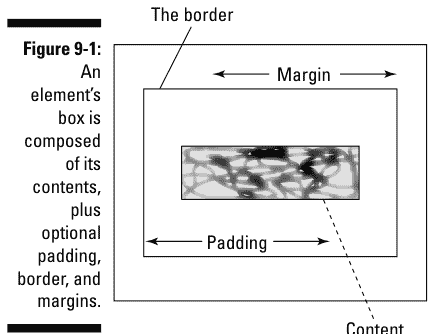 The border
Figure 9-1:
An
element's
box is
composed
of its
contents,
plus
optional
padding,
border, and
margins.
Margin
Padding
Content